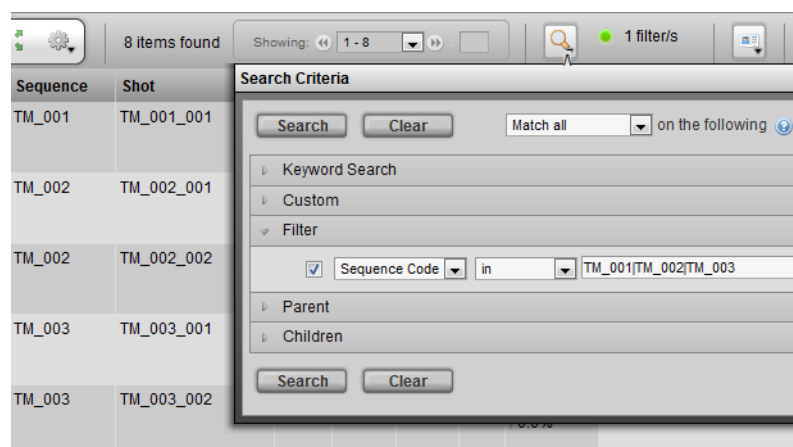 8 items found
Showing:
1 - 8
1 filter/s
Sequence Shot
Search Criteria
TM_001 TM_001_001
Search Clear Match all on the following
Keyword Search
TM_002 TM_002_001
Custom
Filter
TM_002 TM_002_002
Sequence Code in TM_001|TM_002|TM_003
Parent
TM_003 TM_003_001
Children
Search Clear
TM_003 TM_003_002